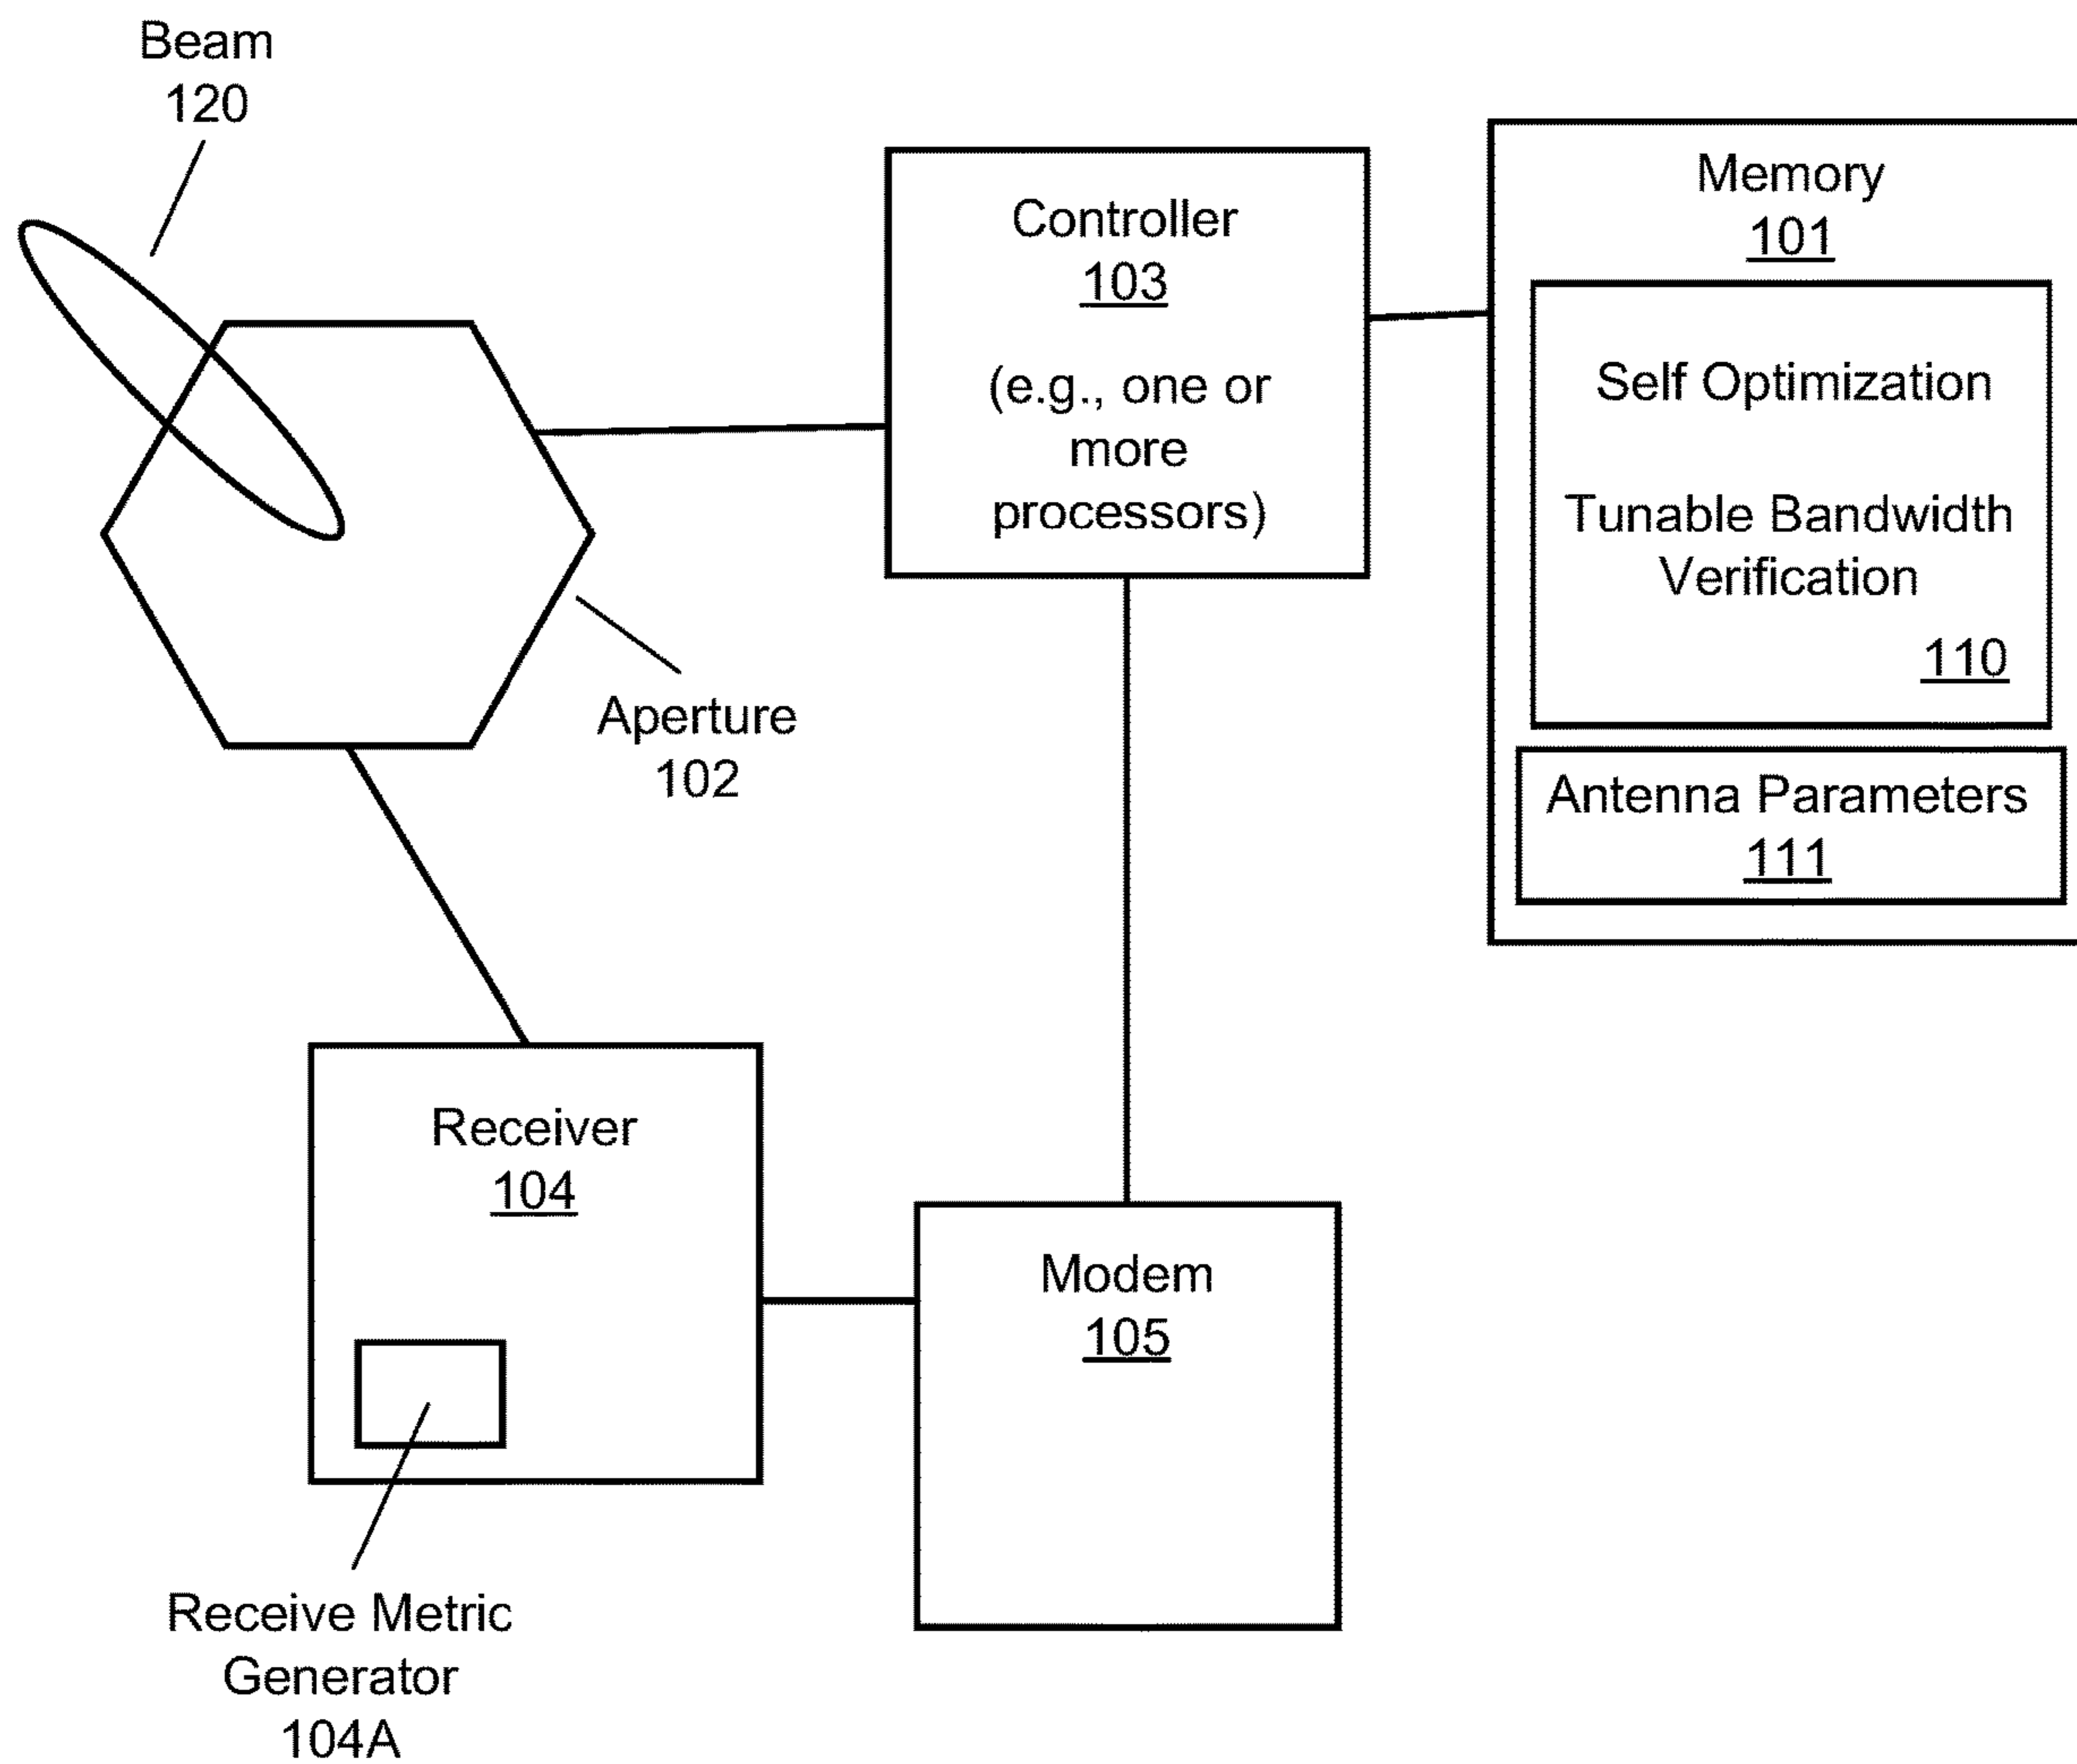 Beam
120
Controller
103
(e.g., one or
more
processors)
Memory
101
Self Optimization
Tunable Bandwidth
Verification
110
Antenna Parameters
111
Aperture
102
Receiver
104
Modem
105
Receive Metric
Generator
104A